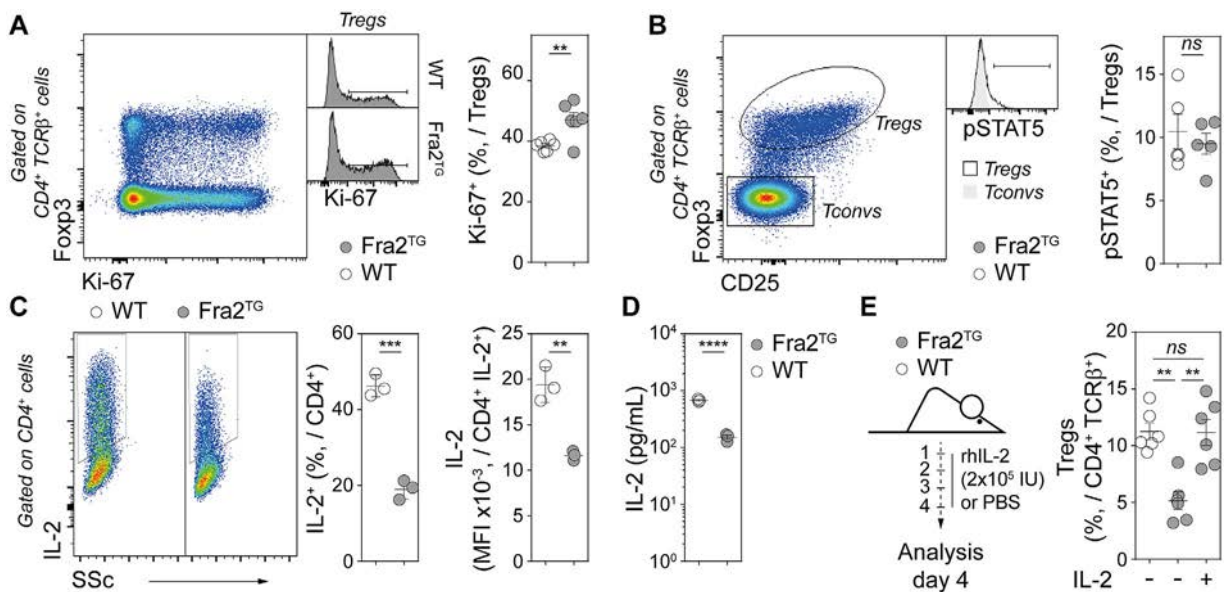 A
Gated on
CD4⁺ TCRβ⁺ cells
Foxp3
Ki-67
Tregs
WT
Fra2ᵀᴳ
Ki-67
Fra2ᵀᴳ
WT
Ki-67⁺ (%, / Tregs)
60
40
20
0
**
B
Gated on
CD4⁺ TCRβ⁺ cells
Foxp3
CD25
Tregs
Tconvs
pSTAT5
Tregs
Tconvs
Fra2ᵀᴳ
WT
pSTAT5⁺ (%, / Tregs)
15
10
5
0
ns
C
WT
Fra2ᵀᴳ
Gated on CD4⁺ cells
IL-2
SSc
IL-2⁺ (%, / CD4⁺)
60
40
20
0
***
IL-2
(MFI x10⁻³, / CD4⁺ IL-2⁺)
25
20
15
10
5
0
**
D
IL-2 (pg/mL)
10⁴
10³
10²
10¹
10⁰
****
Fra2ᵀᴳ
WT
E
Fra2ᵀᴳ
WT
1
2
3
4
rhIL-2
(2x10⁵ IU)
or PBS
Analysis
day 4
Tregs
(%, / CD4⁺ TCRβ⁺)
20
15
10
5
0
ns
** **
IL-2 - - +